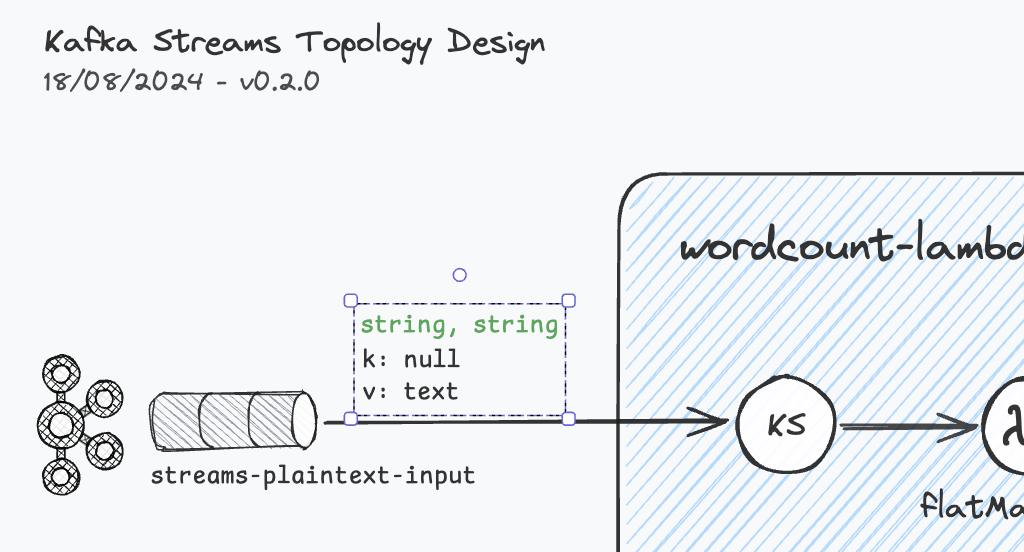 Kafka Streams Topology Design
18/08/2024 - v0.2.0
wordcount-lambd
string, string
k: null
v: text
KS
λ
streams-plaintext-input
flatMa